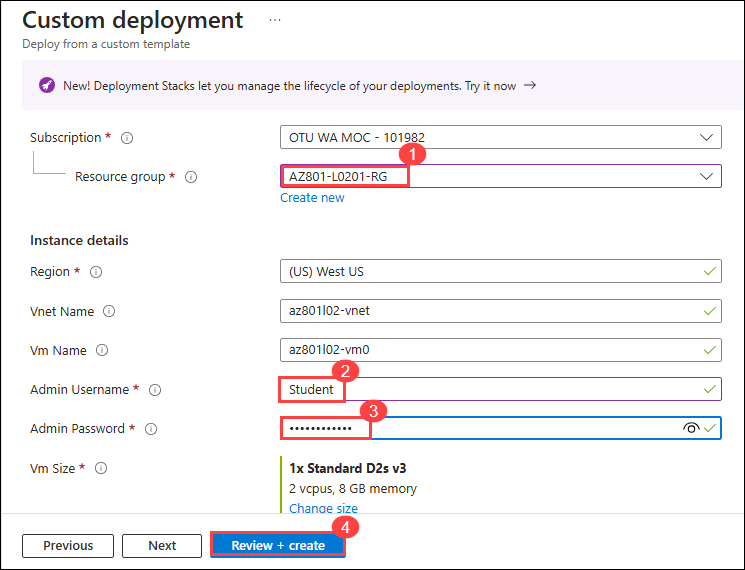 Custom deployment ...
Deploy from a custom template
New! Deployment Stacks let you manage the lifecycle of your deployments. Try it now →
Subscription * OTU WA MOC - 101982
1
Resource group * AZ801-L0201-RG
Create new
Instance details
Region * (US) West US
Vnet Name az801l02-vnet
Vm Name az801l02-vm0
2
Admin Username * Student
3
Admin Password * ••••••••••••
Vm Size * 1x Standard D2s v3
2 vcpus, 8 GB memory
Change size
4
Previous Next Review + create